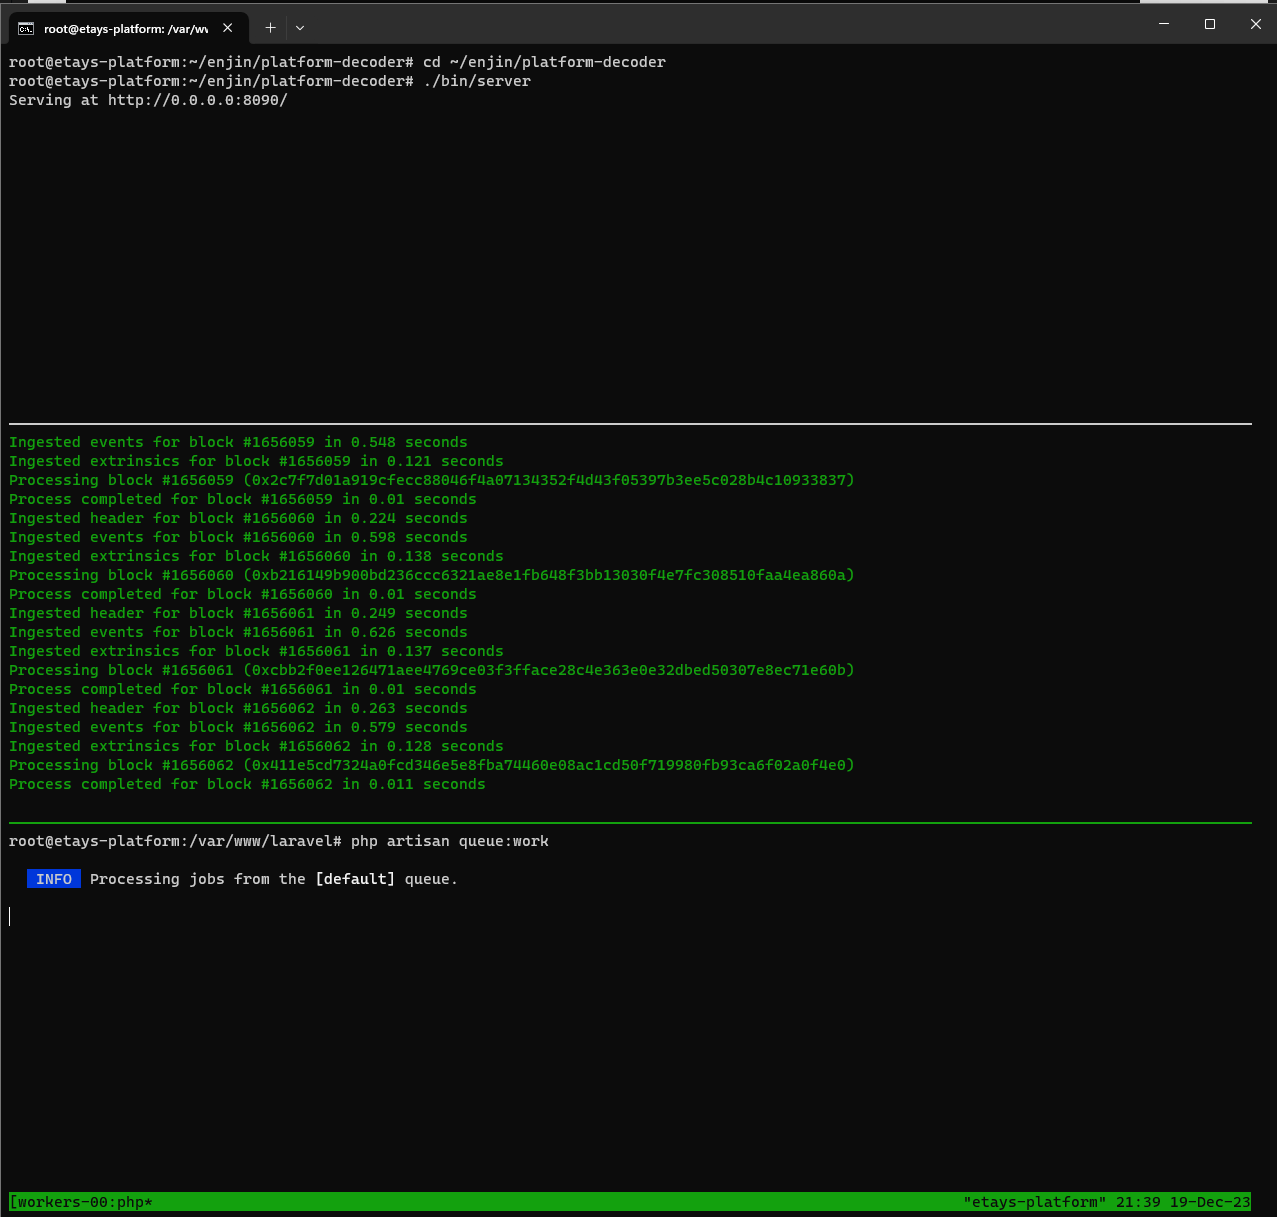 root@etays-platform: /var/wv
root@etays-platform:~/enjin/platform-decoder# cd ~/enjin/platform-decoder
root@etays-platform:~/enjin/platform-decoder# ./bin/server
Serving at http://0.0.0.0:8090/
Ingested events for block #1656059 in 0.548 seconds
Ingested extrinsics for block #1656059 in 0.121 seconds
Processing block #1656059 (0x2c7f7d01a919cfecc88046f4a07134352f4d43f05397b3ee5c028b4c10933837)
Process completed for block #1656059 in 0.01 seconds
Ingested header for block #1656060 in 0.224 seconds
Ingested events for block #1656060 in 0.598 seconds
Ingested extrinsics for block #1656060 in 0.138 seconds
Processing block #1656060 (0xb216149b900bd236ccc6321ae8e1fb648f3bb13030f4e7fc308510faa4ea860a)
Process completed for block #1656060 in 0.01 seconds
Ingested header for block #1656061 in 0.249 seconds
Ingested events for block #1656061 in 0.626 seconds
Ingested extrinsics for block #1656061 in 0.137 seconds
Processing block #1656061 (0xcbb2f0ee126471aee4769ce03f3fface28c4e363e0e32dbed50307e8ec71e60b)
Process completed for block #1656061 in 0.01 seconds
Ingested header for block #1656062 in 0.263 seconds
Ingested events for block #1656062 in 0.579 seconds
Ingested extrinsics for block #1656062 in 0.128 seconds
Processing block #1656062 (0x411e5cd7324a0fcd346e5e8fba74460e08ac1cd50f719980fb93ca6f02a0f4e0)
Process completed for block #1656062 in 0.011 seconds
root@etays-platform:/var/www/laravel# php artisan queue:work
INFO Processing jobs from the [default] queue.
[workers-00:php* "etays-platform" 21:39 19-Dec-23